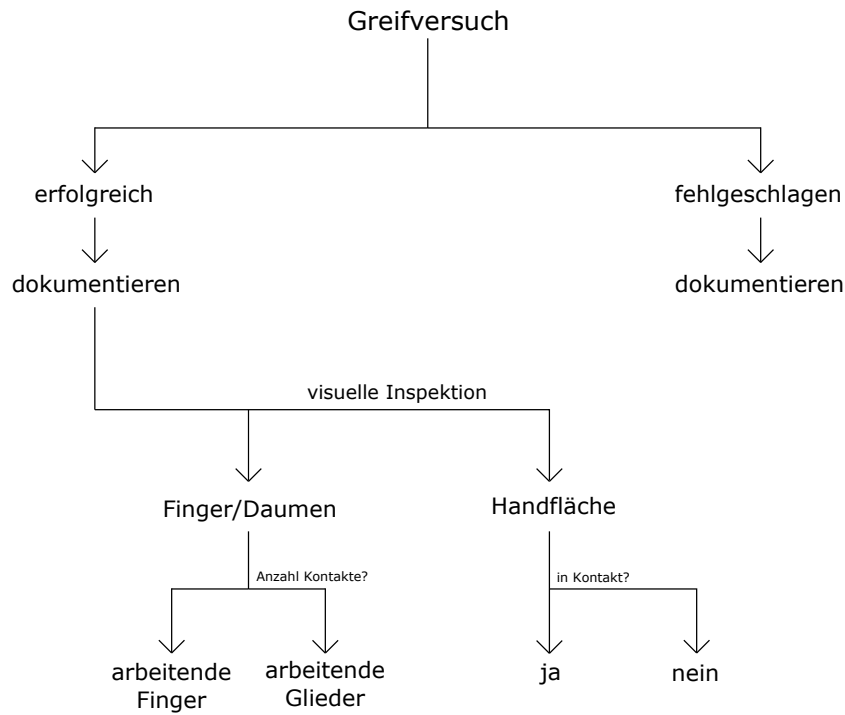 Greifversuch
erfolgreich
fehlgeschlagen
dokumentieren
dokumentieren
visuelle Inspektion
Finger/Daumen
Handfläche
Anzahl Kontakte?
in Kontakt?
arbeitende
Finger
arbeitende
Glieder
ja
nein